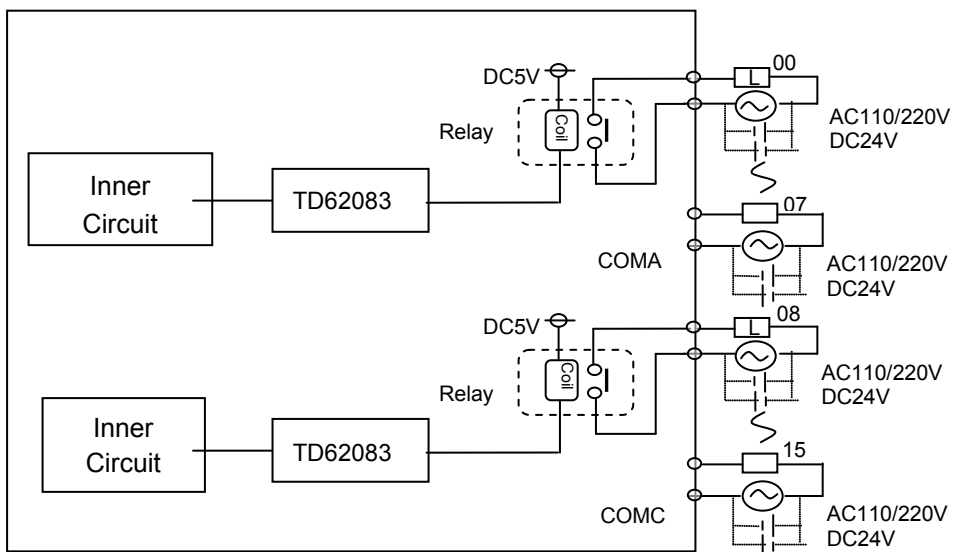 00
DC5V
L
AC110/220V
DC24V
Relay
Coil
Inner
Circuit
TD62083
07
COMA
AC110/220V
DC24V
08
DC5V
L
AC110/220V
DC24V
Relay
Coil
Inner
Circuit
TD62083
15
COMC
AC110/220V
DC24V